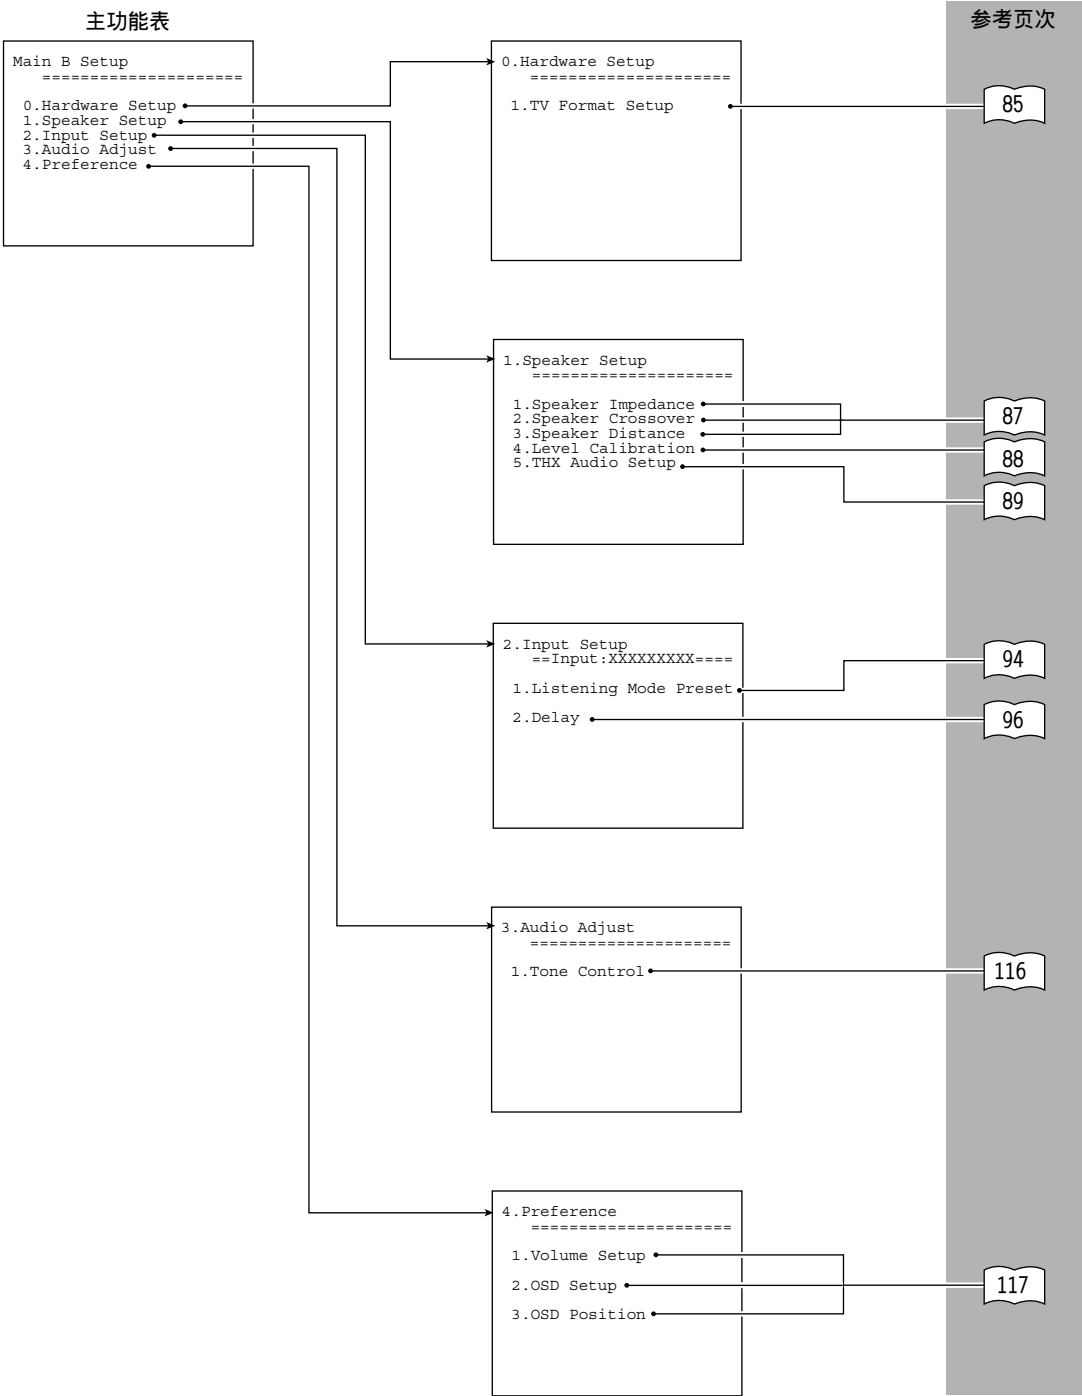 主功能表
Main B Setup
=====================
0.Hardware Setup
1.Speaker Setup
2.Input Setup
3.Audio Adjust
4.Preference
0.Hardware Setup
=====================
1.TV Format Setup
1.Speaker Setup
=====================
1.Speaker Impedance
2.Speaker Crossover
3.Speaker Distance
4.Level Calibration
5.THX Audio Setup
2.Input Setup
==Input:XXXXXXXXX====
1.Listening Mode Preset
2.Delay
3.Audio Adjust
=====================
1.Tone Control
4.Preference
=====================
1.Volume Setup
2.OSD Setup
3.OSD Position
参考页次
85
87
88
89
94
96
116
117